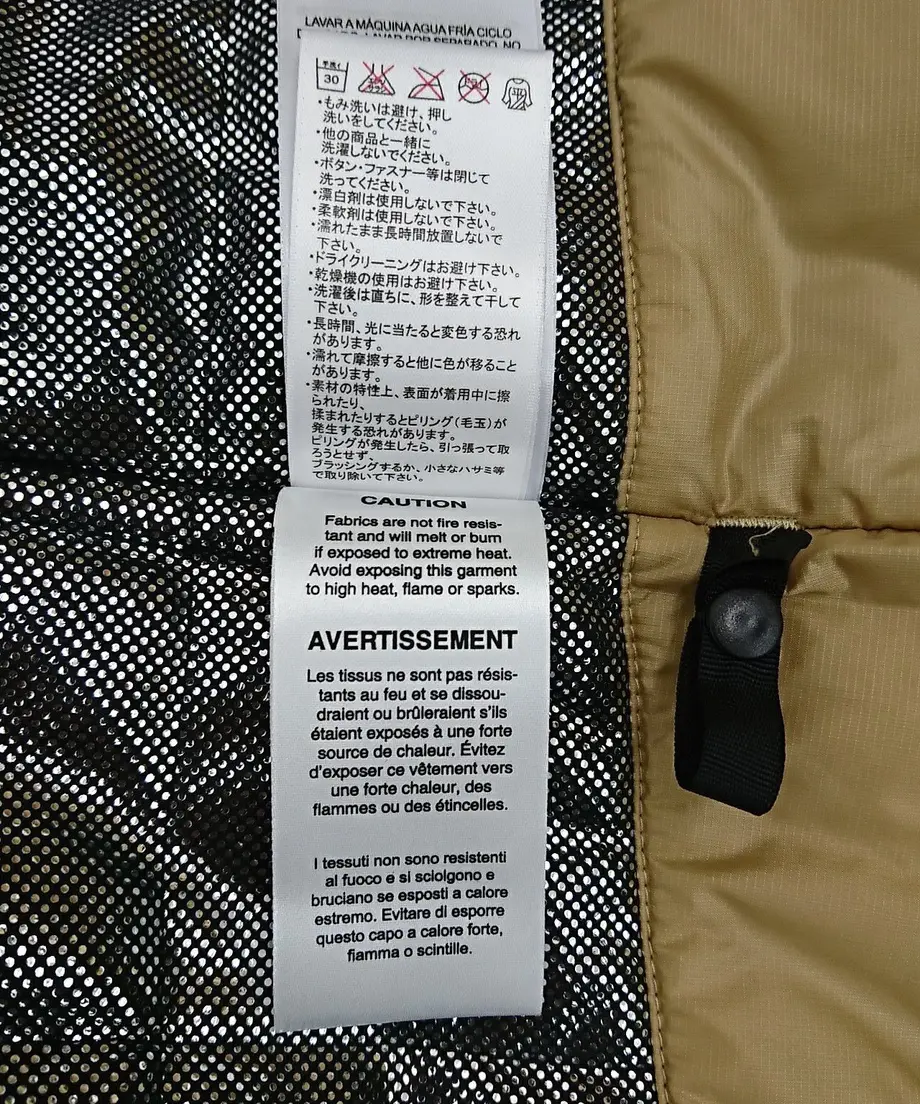 LAVAR A MÁQUINA AGUA FRÍA CICLO
LAVAR POR SEPARADO. NO
手洗イ
30
平
・もみ洗いは避け、押し
洗いをしてください。
・他の商品と一緒に
洗濯しないでください。
・ボタン・ファスナー等は閉じて
洗ってください。
・漂白剤は使用しないで下さい。
・柔軟剤は使用しないで下さい。
・濡れたまま長時間放置しないで
下さい。
・ドライクリーニングはお避け下さい。
・乾燥機の使用はお避け下さい。
・洗濯後は直ちに、形を整えて干して
下さい。
・長時間、光に当たると変色する恐れ
があります。
・濡れて摩擦すると他に色が移ること
があります。
・素材の特性上、表面が着用中に擦
られたり、
揉まれたりするとピリング(毛玉)が
発生する恐れがあります。
ピリングが発生したら、引っ張って取
ろうとせず、
ブラッシングするか、小さなハサミ等
で取り除いて下さい。
CAUTION
Fabrics are not fire resis-
tant and will melt or burn
if exposed to extreme heat.
Avoid exposing this garment
to high heat, flame or sparks.
AVERTISSEMENT
Les tissus ne sont pas résis-
tants au feu et se dissou-
draient ou brûleraient s'ils
étaient exposés à une forte
source de chaleur. Évitez
d'exposer ce vêtement vers
une forte chaleur, des
flammes ou des étincelles.
I tessuti non sono resistenti
al fuoco e si sciolgono e
bruciano se esposti a calore
estremo. Evitare di esporre
questo capo a calore forte,
fiamma o scintille.